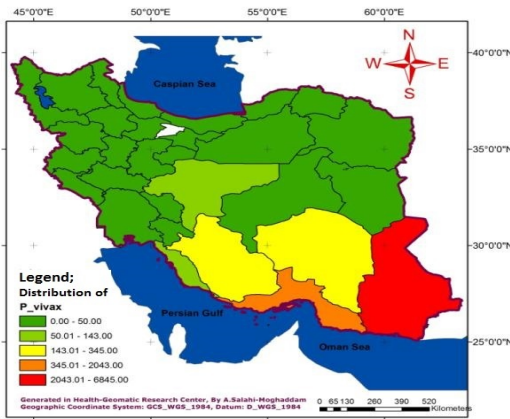 45°0'0"E 50°0'0"E 55°0'0"E 60°0'0"E
N
W E
S
40°0'0"N
Caspian Sea
35°0'0"N
30°0'0"N
Legend;
Distribution of
P_vivax
0.00 - 50.00
50.01 - 143.00
143.01 - 345.00
345.01 - 2043.00
2043.01 - 6845.00
Persian Gulf
Oman Sea
25°0'0"N
Generated in Health-Geomatic Research Center, By A.Salahi-Moghaddam
Geographic Coordinate System: GCS_WGS_1984, Datum: D_WGS_1984
0 65 130 260 390 520
Kilometers